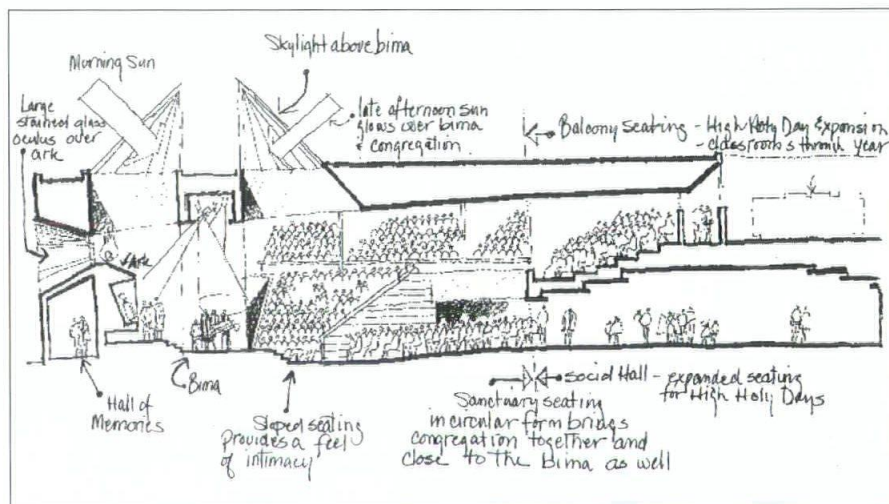 Morning Sun
Skylight above bima
Large
stained glass
oculus over
ark
late afternoon sun
glows over bima
& congregation
Balcony seating - High Holy Day Expansion
- classrooms through year
Ark
Hall of
Memories
Bima
Sloped seating
provides a feel
of intimacy
Social Hall - expanded seating
for High Holy Days
Sanctuary seating
in circular form brings
congregation together and
close to the bima as well